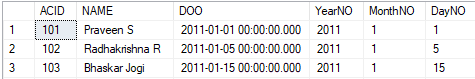 ACID NAME DOO YearNO MonthNO DayNO
1 101 Praveen S 2011-01-01 00:00:00.000 2011 1 1
2 102 Radhakrishna R 2011-01-05 00:00:00.000 2011 1 5
3 103 Bhaskar Jogi 2011-01-15 00:00:00.000 2011 1 15